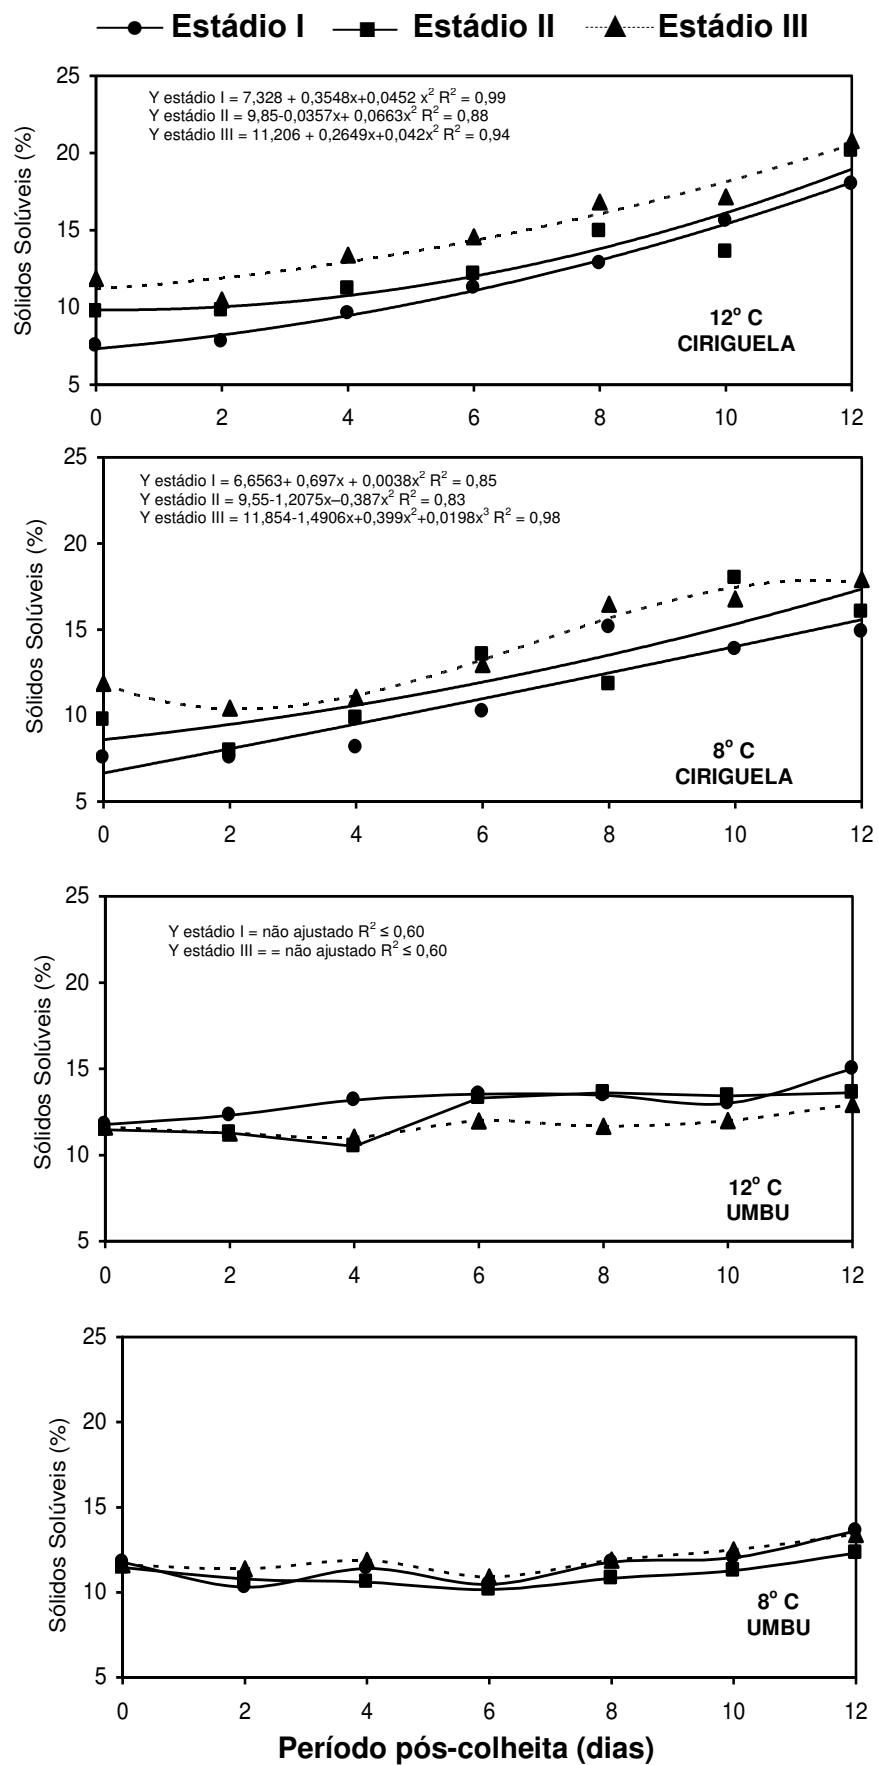 Estádio I Estádio II Estádio III
Sólidos Solúveis (%)
25
20
15
10
5
Y estádio I = 7,328 + 0,3548x+0,0452 x² R² = 0,99
Y estádio II = 9,85-0,0357x+ 0,0663x² R² = 0,88
Y estádio III = 11,206 + 0,2649x+0,042x² R² = 0,94
12º C
CIRIGUELA
0 2 4 6 8 10 12
Sólidos Solúveis (%)
25
20
15
10
5
Y estádio I = 6,6563+ 0,697x + 0,0038x² R² = 0,85
Y estádio II = 9,55-1,2075x–0,387x² R² = 0,83
Y estádio III = 11,854-1,4906x+0,399x²+0,0198x³ R² = 0,98
8º C
CIRIGUELA
0 2 4 6 8 10 12
Sólidos Solúveis (%)
25
20
15
10
5
Y estádio I = não ajustado R² ≤ 0,60
Y estádio III = = não ajustado R² ≤ 0,60
12º C
UMBU
0 2 4 6 8 10 12
Sólidos Solúveis (%)
25
20
15
10
5
8º C
UMBU
0 2 4 6 8 10 12
Período pós-colheita (dias)